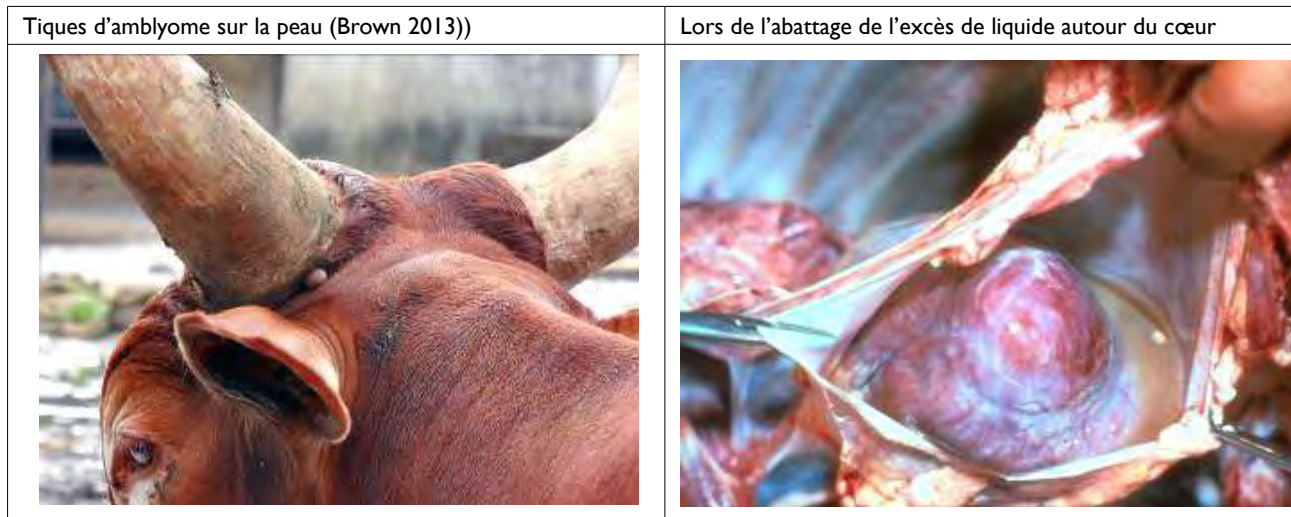 Tiques d’amblyome sur la peau (Brown 2013))
Lors de l’abattage de l’excès de liquide autour du cœur